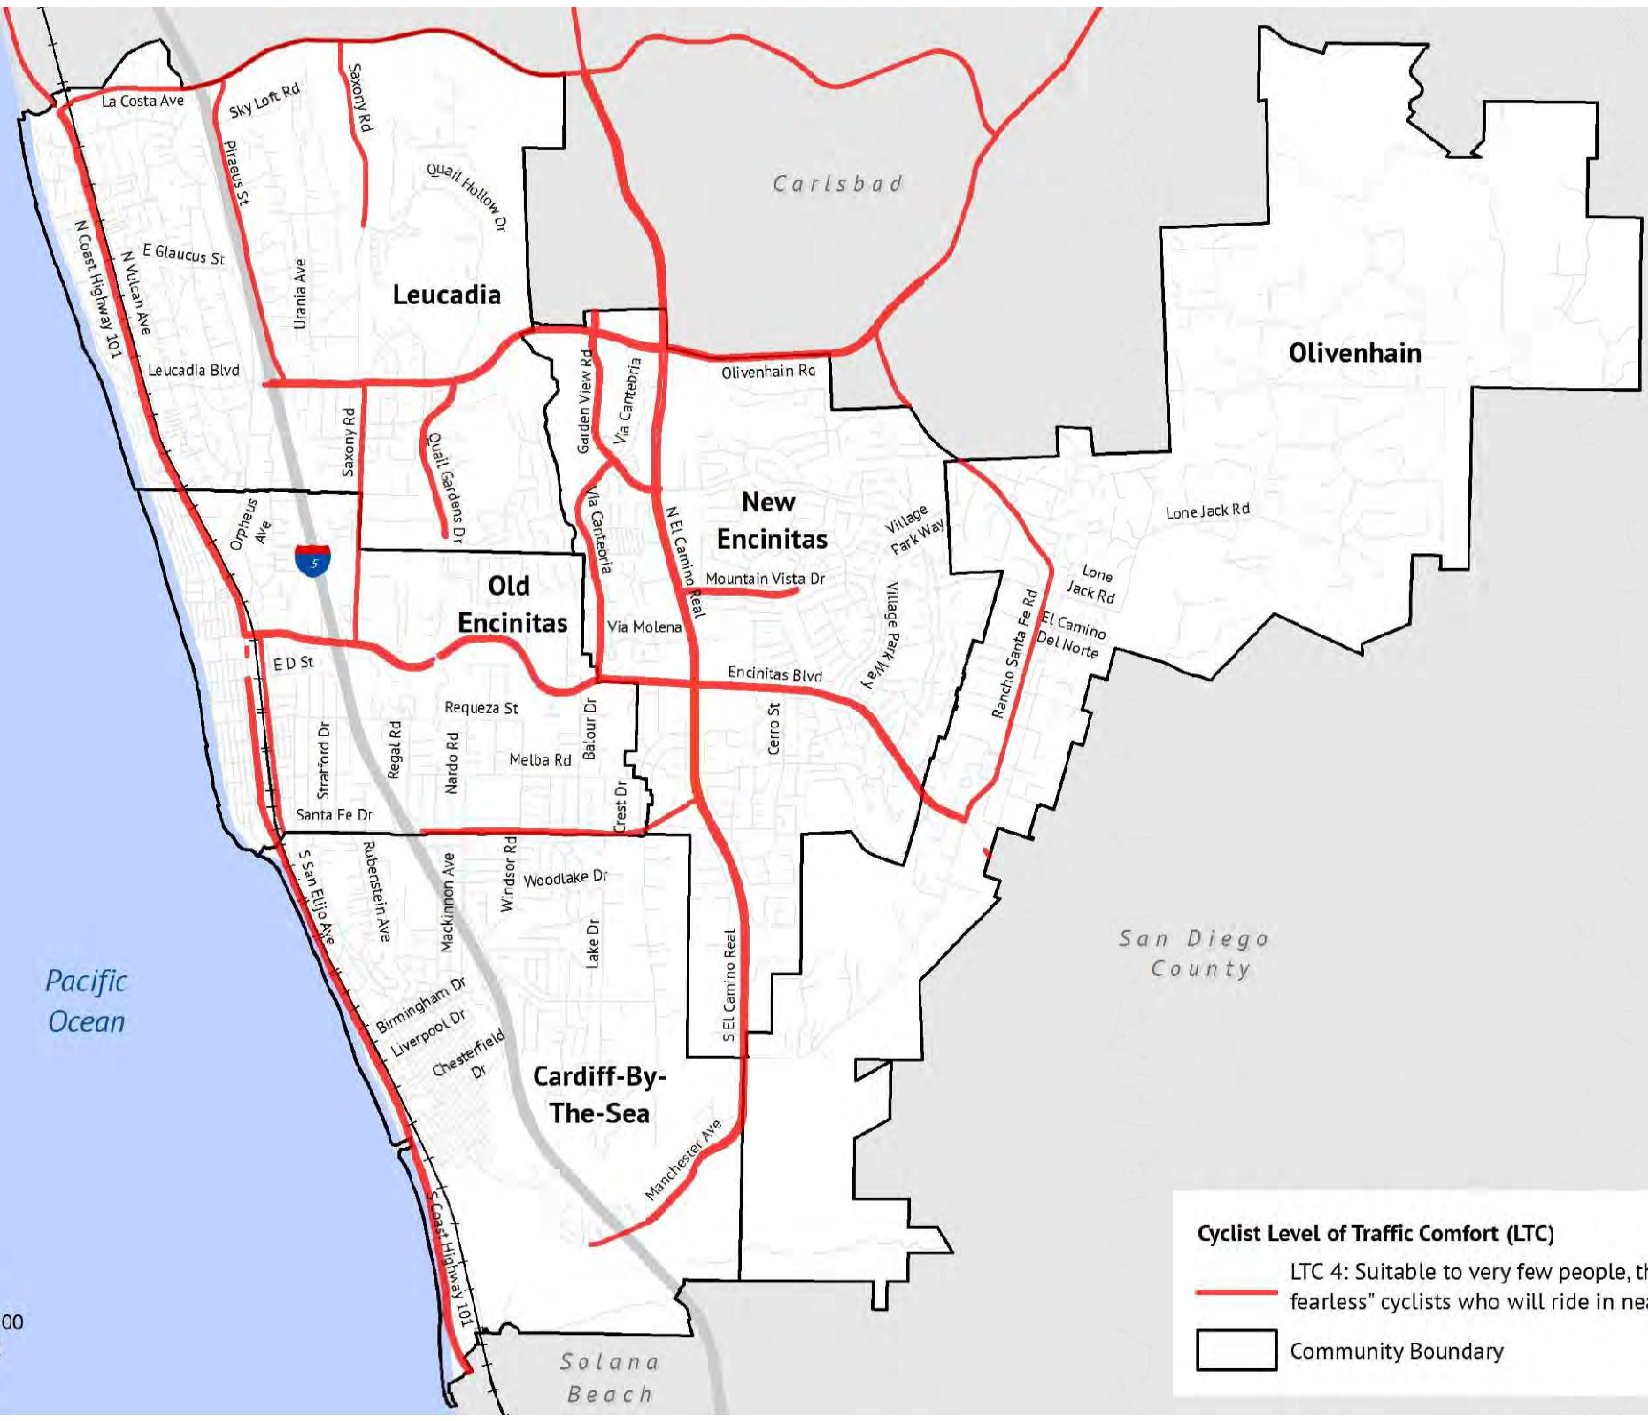 La Costa Ave
Sky Loft Rd
Saxony Rd
Piraeus St
Quail Hollow Dr
Carlsbad
N Coast Highway 101
N Vulcan Ave
E Glaucus St
Urania Ave
Leucadia
Leucadia Blvd
Garden View Rd
Via Cantebria
Olivenhain Rd
Olivenhain
Saxony Rd
Quail Gardens Dr
Orpheus
Ave
5
Via Cantebria
N El Camino Real
New
Encinitas
Village
Park Way
Lone Jack Rd
Mountain Vista Dr
Lone
Jack Rd
Old
Encinitas
Via Molena
Village Park Way
Rancho Santa Fe Rd
El Camino
Del Norte
E D St
Encinitas Blvd
Requeza St
Balour Dr
Cerro St
Stratford Dr
Regal Rd
Nardo Rd
Melba Rd
Crest Dr
Santa Fe Dr
S San Elijo Ave
Rubenstein Ave
Mackinnon Ave
Windsor Rd
Woodlake Dr
Lake Dr
S El Camino Real
San Diego
County
Pacific
Ocean
Birmingham Dr
Liverpool Dr
Chesterfield
Dr
Cardiff-By-
The-Sea
Manchester Ave
S Coast Highway 101
Solana
Beach
00
Cyclist Level of Traffic Comfort (LTC)
LTC 4: Suitable to very few people, th
fearless" cyclists who will ride in nea
Community Boundary